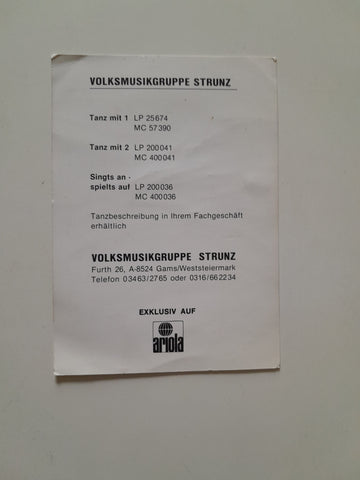 VOLKSMUSIKGRUPPE STRUNZ
Tanz mit 1 LP 25674
MC 57390
Tanz mit 2 LP 200041
MC 400041
Singts an ·
spielts auf LP 200036
MC 400036
Tanzbeschreibung in Ihrem Fachgeschäft
erhältlich
VOLKSMUSIKGRUPPE STRUNZ
Furth 26, A-8524 Gams/Weststeiermark
Telefon 03463/2765 oder 0316/662234
EXKLUSIV AUF
ariola